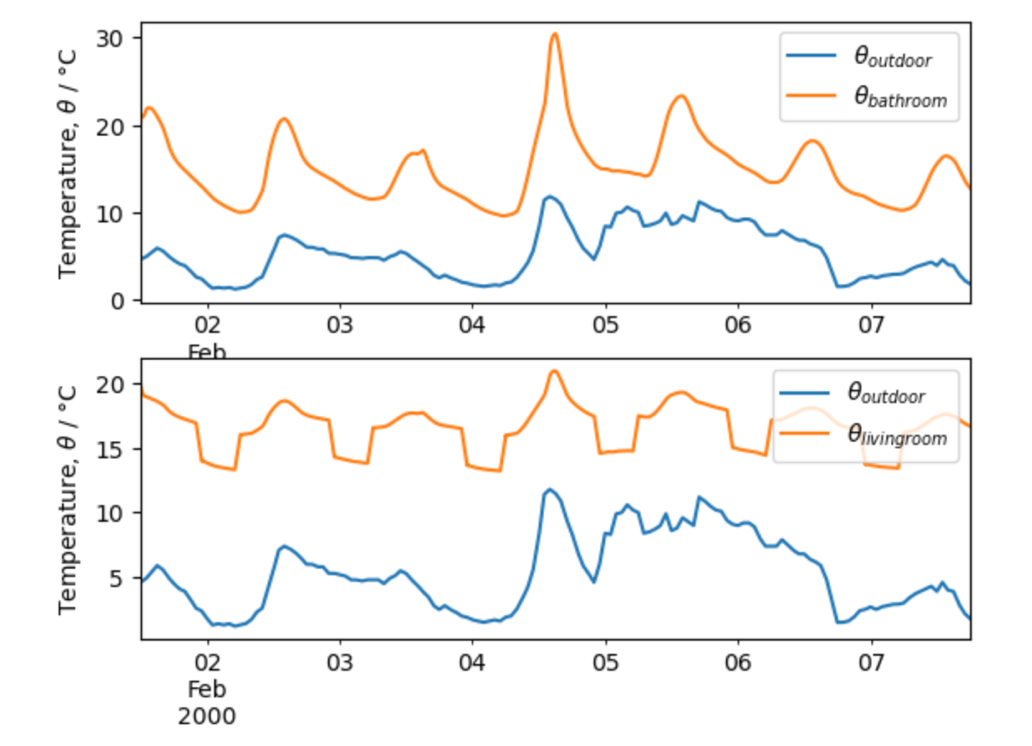 Temperature, θ / °C
30
20
10
0
θoutdoor
θbathroom
02 03 04 05 06 07
Feb
Temperature, θ / °C
20
15
10
5
θoutdoor
θlivingroom
02 03 04 05 06 07
Feb
2000